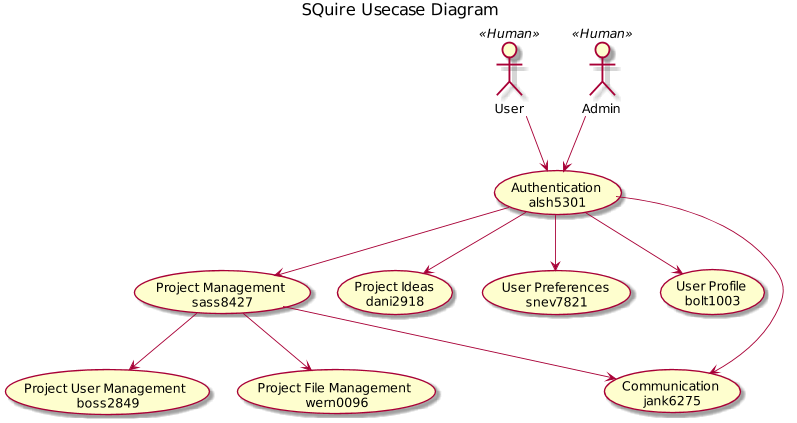 SQuire Usecase Diagram
«Human»
«Human»
User
Admin
Authentication
alsh5301
Project Management
sass8427
Project Ideas
dani2918
User Preferences
snev7821
User Profile
bolt1003
Project User Management
boss2849
Project File Management
wern0096
Communication
jank6275